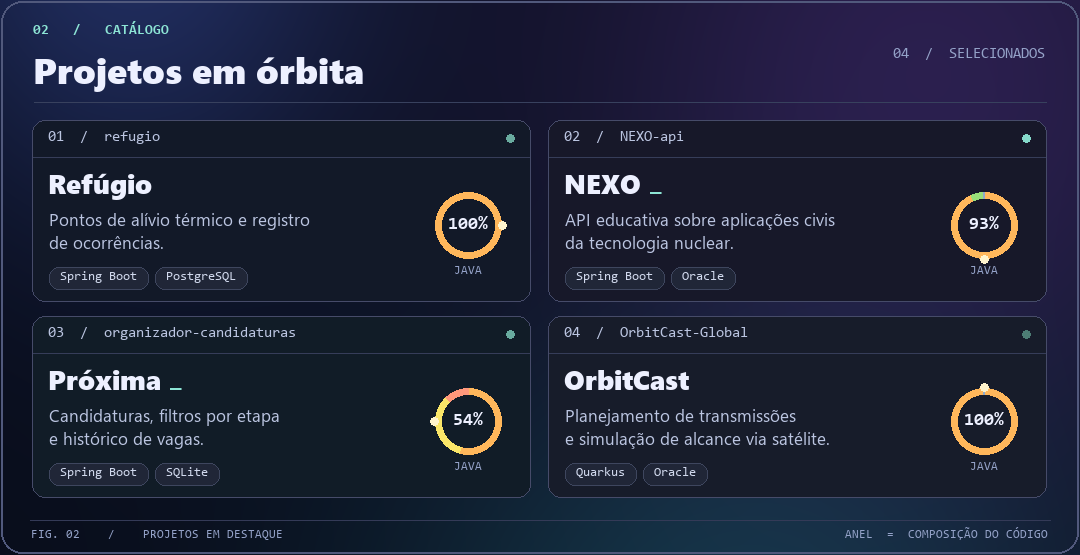 02 / CATÁLOGO
Projetos em órbita
04 / SELECIONADOS
01 / refugio
Refúgio
Pontos de alívio térmico e registro
de ocorrências.
Spring Boot PostgreSQL
100%
JAVA
02 / NEXO-api
NEXO _
API educativa sobre aplicações civis
da tecnologia nuclear.
Spring Boot Oracle
93%
JAVA
03 / organizador-candidaturas
Próxima _
Candidaturas, filtros por etapa
e histórico de vagas.
Spring Boot SQLite
54%
JAVA
04 / OrbitCast-Global
OrbitCast
Planejamento de transmissões
e simulação de alcance via satélite.
Quarkus Oracle
100%
JAVA
FIG. 02 / PROJETOS EM DESTAQUE
ANEL = COMPOSIÇÃO DO CÓDIGO